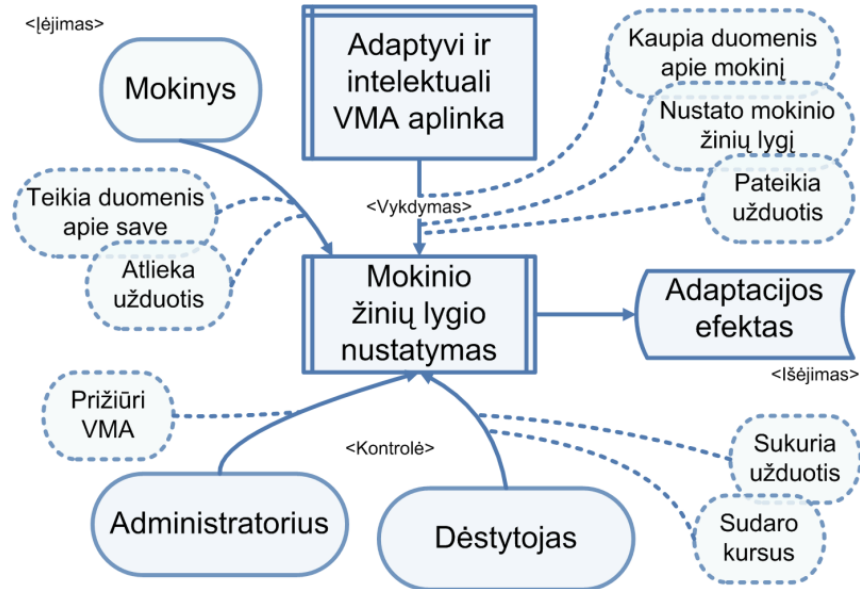 <Įėjimas>
Mokinys
Adaptyvi ir
intelektuali
VMA aplinka
Kaupia duomenis
apie mokinį
Nustato mokinio
žinių lygį
Pateikia
užduotis
Teikia duomenis
apie save
Atlieka
užduotis
<Vykdymas>
Mokinio
žinių lygio
nustatymas
Adaptacijos
efektas
<Išėjimas>
Prižiūri
VMA
<Kontrolė>
Administratorius
Dėstytojas
Sukuria
užduotis
Sudaro
kursus